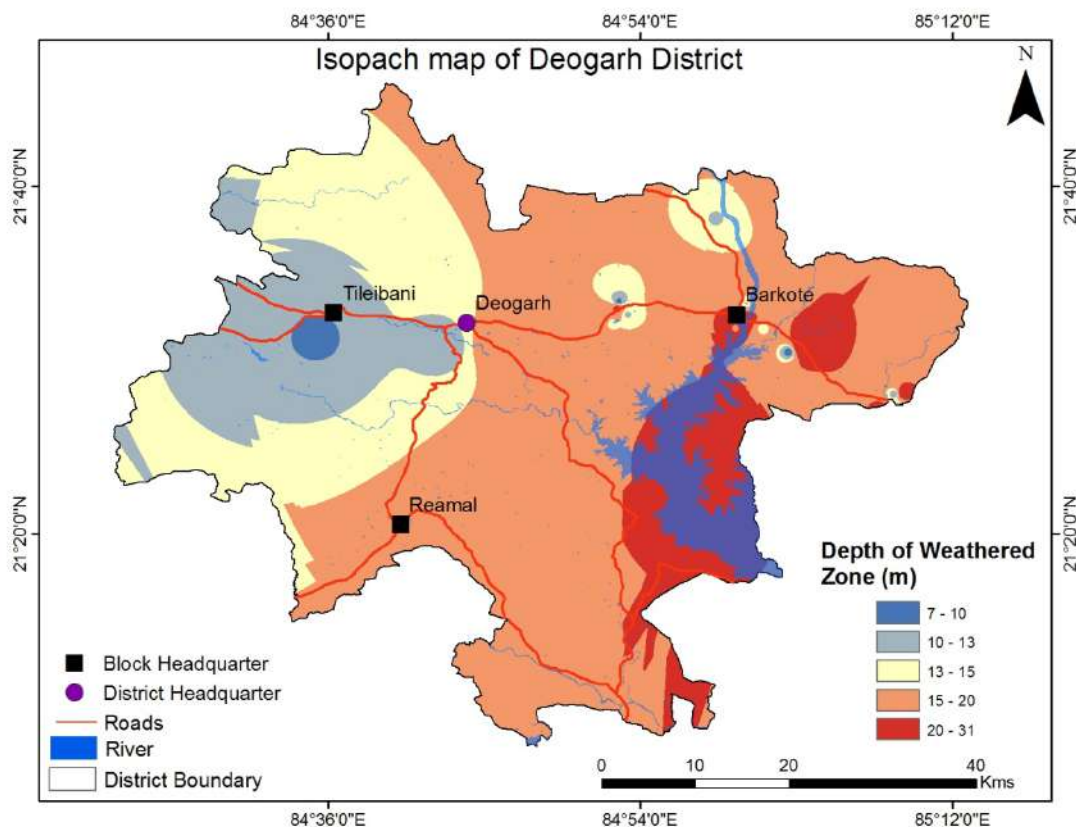 84°36'0"E 84°54'0"E 85°12'0"E
Isopach map of Deogarh District
N
21°40'0"N 21°40'0"N
Tileibani
Deogarh
Barkote
Reamal
21°20'0"N 21°20'0"N
Depth of Weathered
Zone (m)
7 - 10
10 - 13
13 - 15
15 - 20
20 - 31
Block Headquarter
District Headquarter
Roads
River
District Boundary
0 10 20 40
Kms
84°36'0"E 84°54'0"E 85°12'0"E